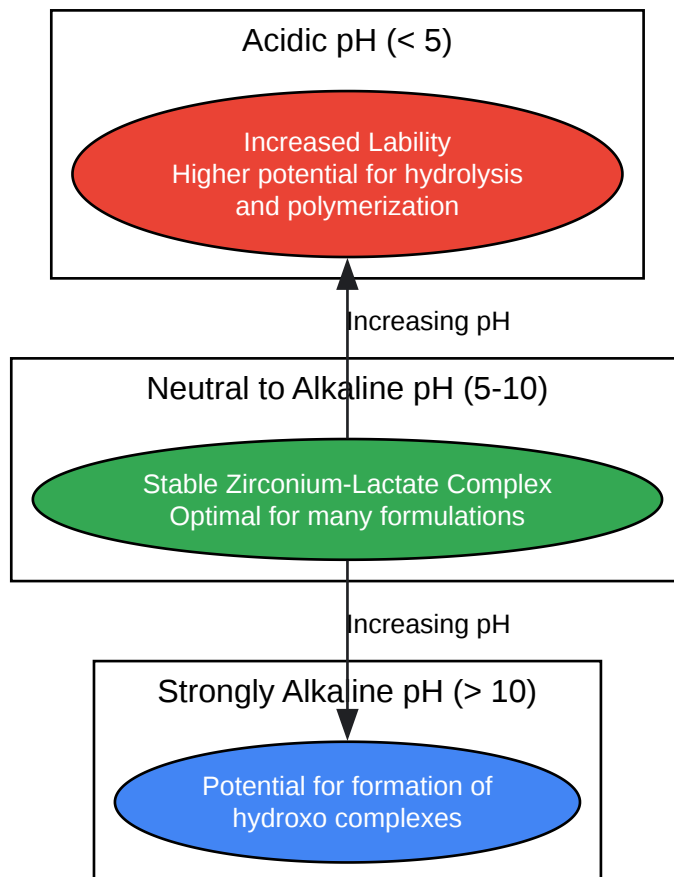 Acidic pH (< 5)
Increased Lability
Higher potential for hydrolysis
and polymerization
Increasing pH
Neutral to Alkaline pH (5-10)
Stable Zirconium-Lactate Complex
Optimal for many formulations
Increasing pH
Strongly Alkaline pH (> 10)
Potential for formation of
hydroxo complexes